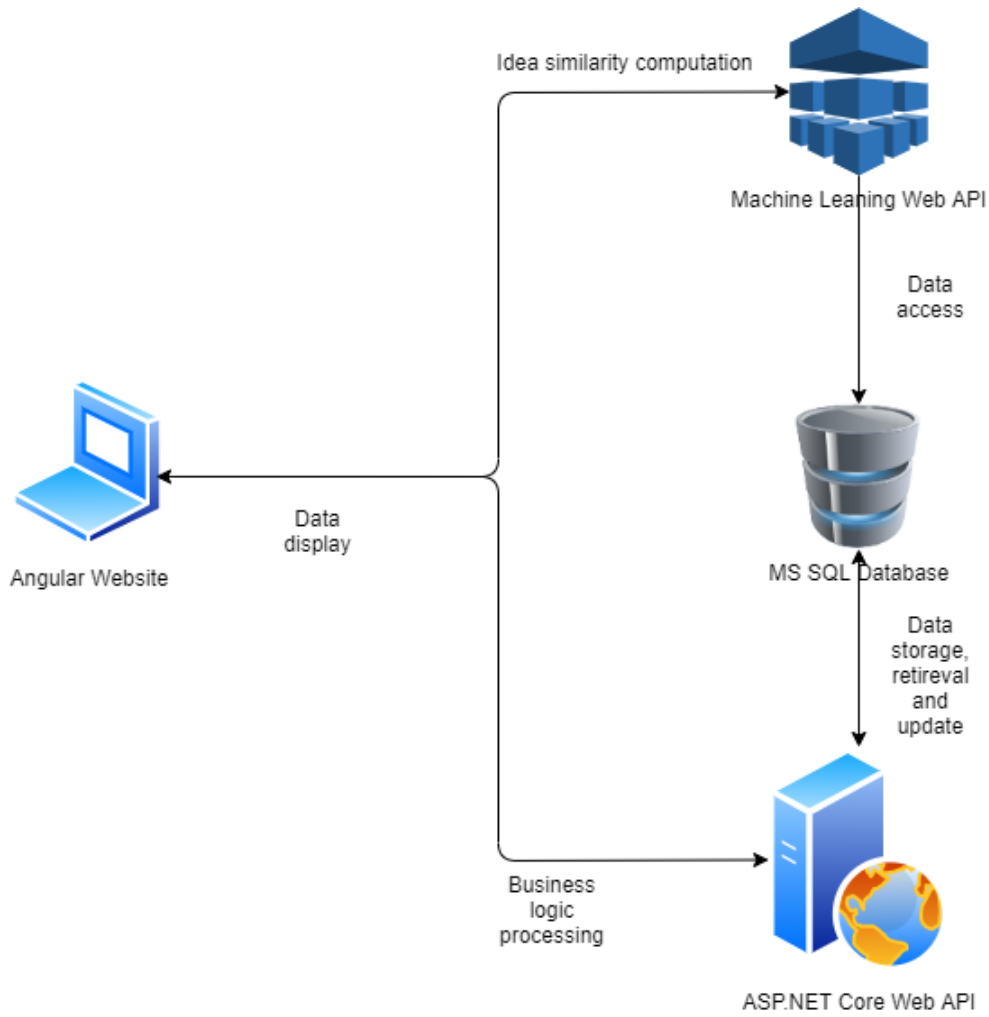 Idea similarity computation
Machine Leaning Web API
Data
access
Data
display
Angular Website
MS SQL Database
Data
storage,
retireval
and
update
Business
logic
processing
ASP.NET Core Web API